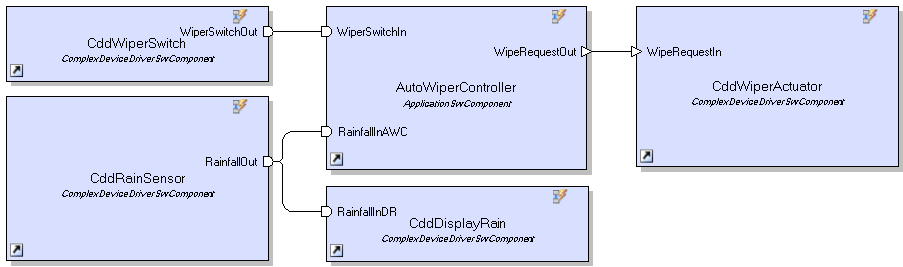 WiperSwitchOut
CddWiperSwitch
ComplexDeviceDriverSwComponent
RainfallOut
CddRainSensor
ComplexDeviceDriverSwComponent
WiperSwitchIn
WipeRequestOut
AutoWiperController
ApplicationSwComponent
RainfallInAWC
RainfallInDR
CddDisplayRain
ComplexDeviceDriverSwComponent
WipeRequestIn
CddWiperActuator
ComplexDeviceDriverSwComponent